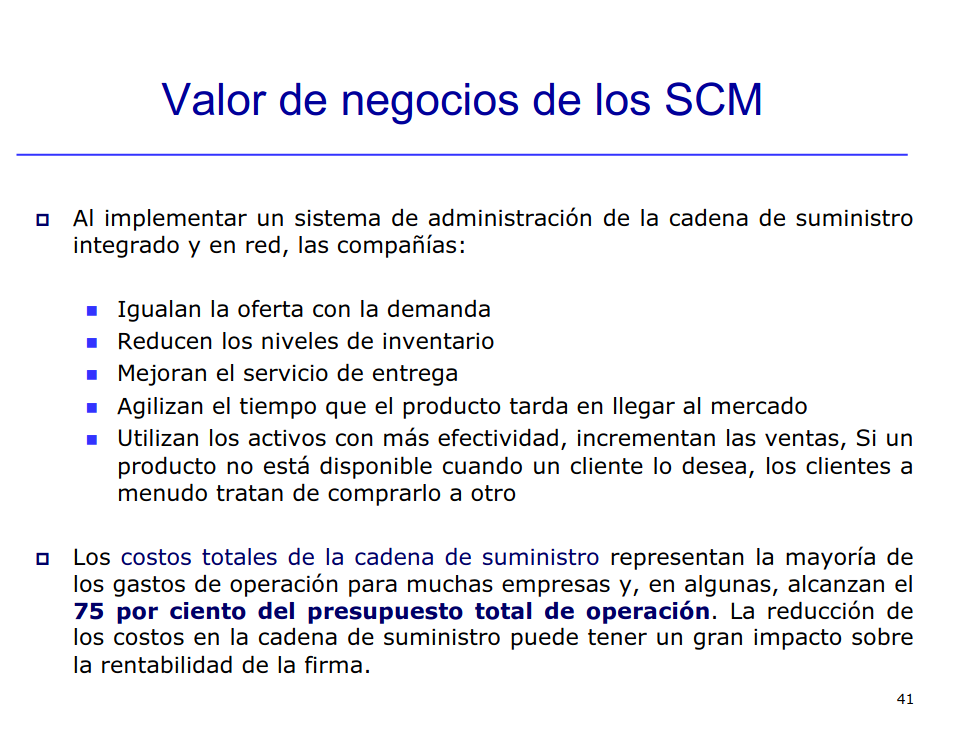 Valor de negocios de los SCM
Al implementar un sistema de administración de la cadena de suministro
integrado y en red, las compañías:
Igualan la oferta con la demanda
Reducen los niveles de inventario
Mejoran el servicio de entrega
Agilizan el tiempo que el producto tarda en llegar al mercado
Utilizan los activos con más efectividad, incrementan las ventas, Si un
producto no está disponible cuando un cliente lo desea, los clientes a
menudo tratan de comprarlo a otro
Los costos totales de la cadena de suministro representan la mayoría de
los gastos de operación para muchas empresas y, en algunas, alcanzan el
75 por ciento del presupuesto total de operación. La reducción de
los costos en la cadena de suministro puede tener un gran impacto sobre
la rentabilidad de la firma.
41